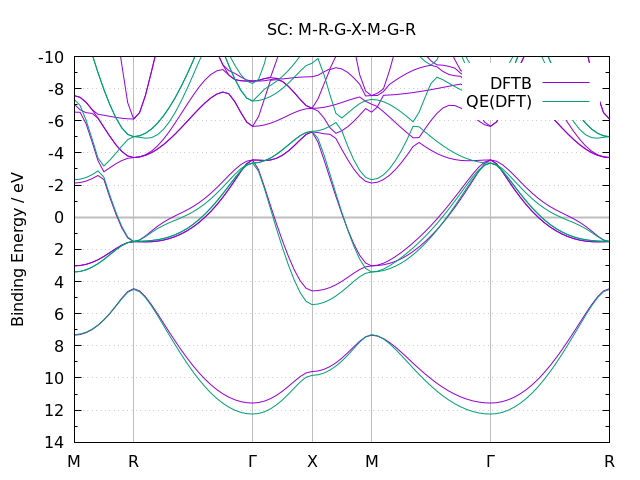 SC: M-R-G-X-M-G-R
DFTB
QE(DFT)
Binding Energy / eV
-10
-8
-6
-4
-2
0
2
4
6
8
10
12
14
M R Γ X M Γ R